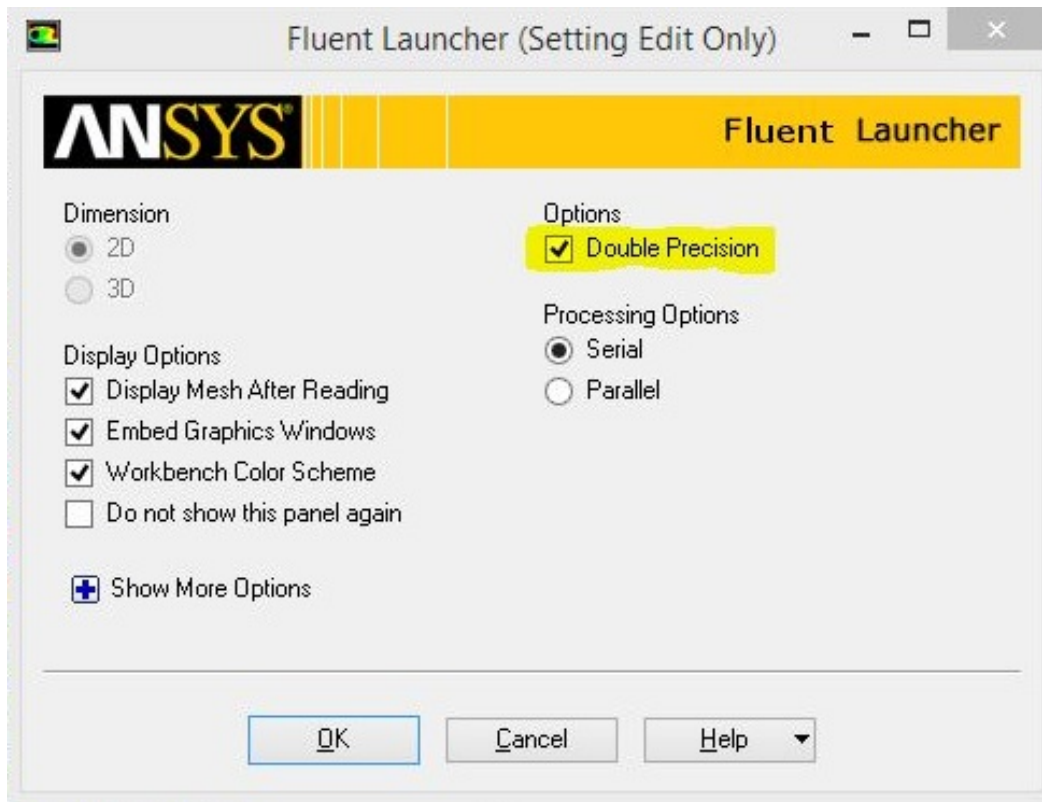 Fluent Launcher (Setting Edit Only)
ANSYS®
Fluent Launcher
Dimension
2D
3D
Display Options
Display Mesh After Reading
Embed Graphics Windows
Workbench Color Scheme
Do not show this panel again
Show More Options
Options
Double Precision
Processing Options
Serial
Parallel
OK
Cancel
Help